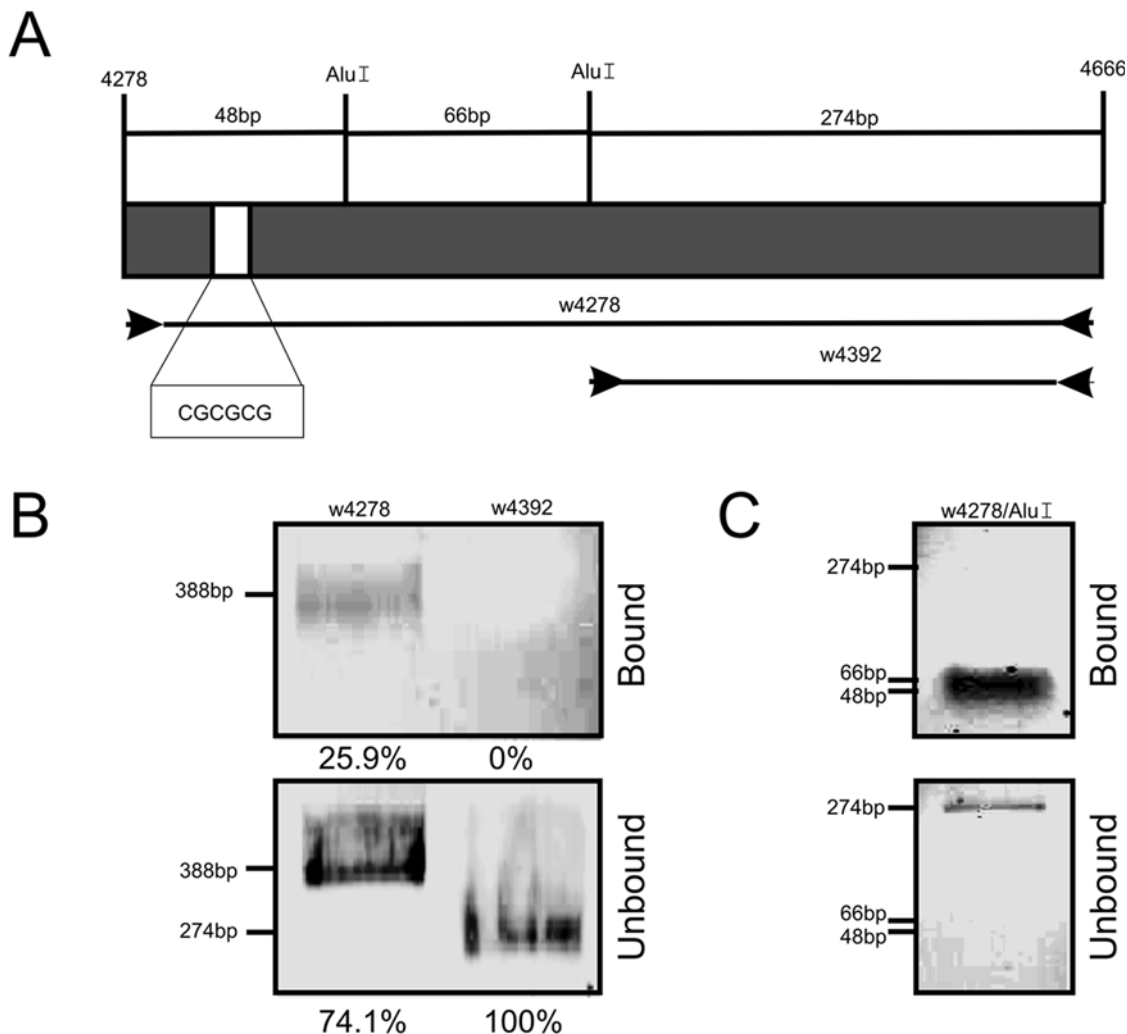 A
4278
AluI
AluI
4666
48bp
66bp
274bp
w4278
w4392
CGCGCG
B
w4278
w4392
388bp
Bound
25.9%
0%
388bp
274bp
Unbound
74.1%
100%
C
w4278/AluI
274bp
66bp
48bp
Bound
274bp
66bp
48bp
Unbound